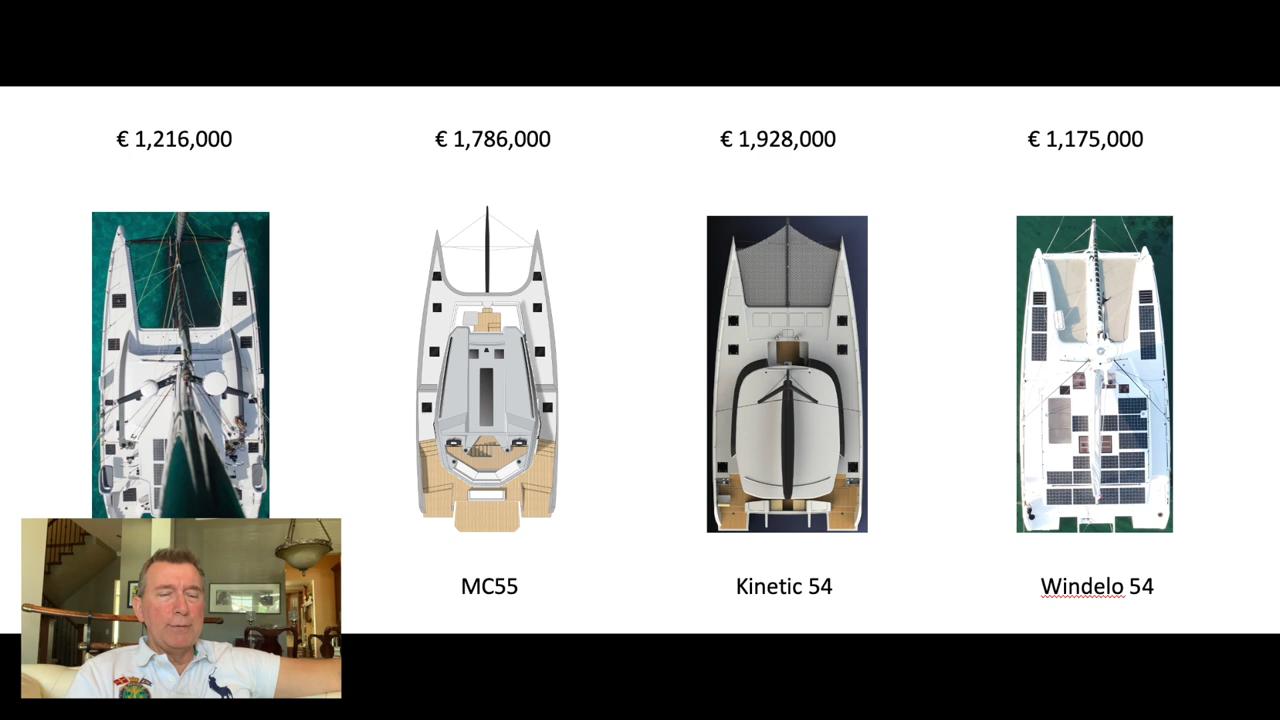 € 1,216,000
€ 1,786,000
€ 1,928,000
€ 1,175,000
MC55
Kinetic 54
Windelo 54